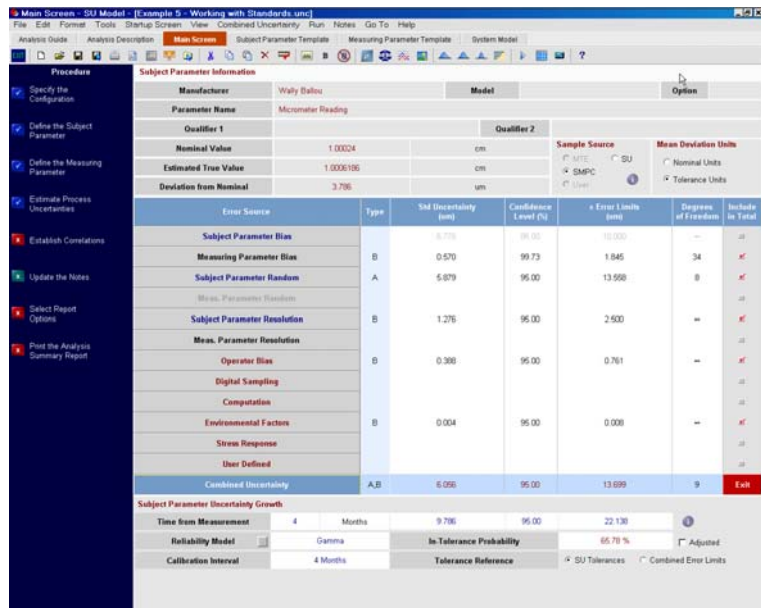 Main Screen - SU Model - [Example 5 - Working with Standards.unc]
File Edit Format Tools Startup Screen View Combined Uncertainty Run Notes Go To Help
Analysis Guide Analysis Description Main Screen Subject Parameter Template Measuring Parameter Template System Model
Procedure
Specify the Configuration
Define the Subject Parameter
Define the Measuring Parameter
Estimate Process Uncertainties
Establish Correlations
Update the Notes
Select Report Options
Print the Analysis Summary Report
Subject Parameter Information
Manufacturer Wally Ballou Model Option
Parameter Name Micrometer Reading
Qualifier 1 Qualifier 2
Nominal Value 1.00024 cm
Estimated True Value 1.0006186 cm
Deviation from Nominal 3.786 um
Sample Source
MTE SU
SMPC
User
Mean Deviation Units
Nominal Units
Tolerance Units
Error Source Type Std Uncertainty (um) Confidence Level (%) ± Error Limits (um) Degrees of Freedom Include in Total
Subject Parameter Bias 10.000
Measuring Parameter Bias B 0.570 99.73 1.845 34
Subject Parameter Random A 5.879 95.00 13.558 8
Meas. Parameter Random
Subject Parameter Resolution B 1.276 95.00 2.500
Meas. Parameter Resolution
Operator Bias B 0.388 95.00 0.761
Digital Sampling
Computation
Environmental Factors B 0.004 95.00 0.008
Stress Response
User Defined
Combined Uncertainty A,B 6.056 95.00 13.699 9 Exit
Subject Parameter Uncertainty Growth
Time from Measurement 4 Months 9.786 95.00 22.138
Reliability Model Gamma In-Tolerance Probability 65.78 % Adjusted
Calibration Interval 4 Months Tolerance Reference SU Tolerances Combined Error Limits